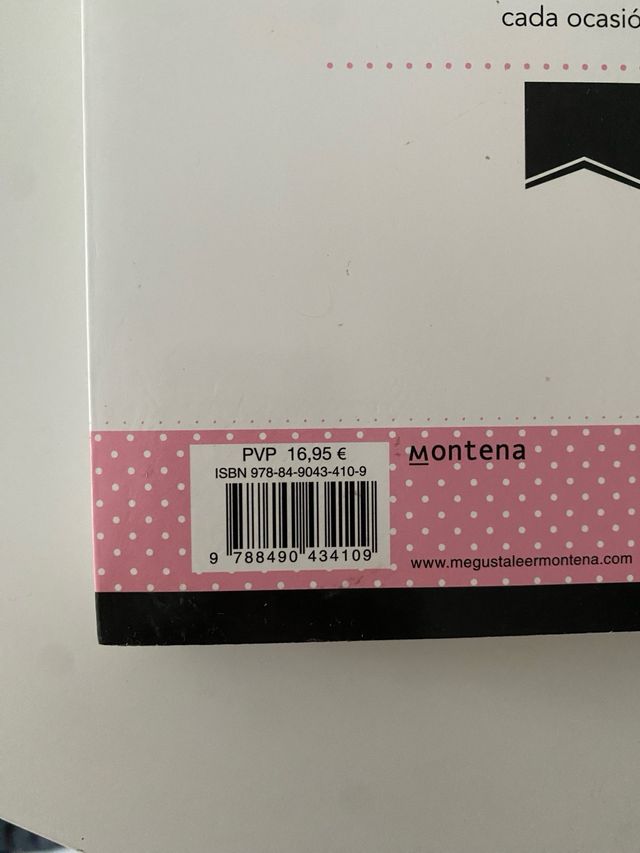 cada ocasió
PVP 16,95 €
ISBN 978-84-9043-410-9
9 788490 434109
Montena
www.megustaleermontena.com